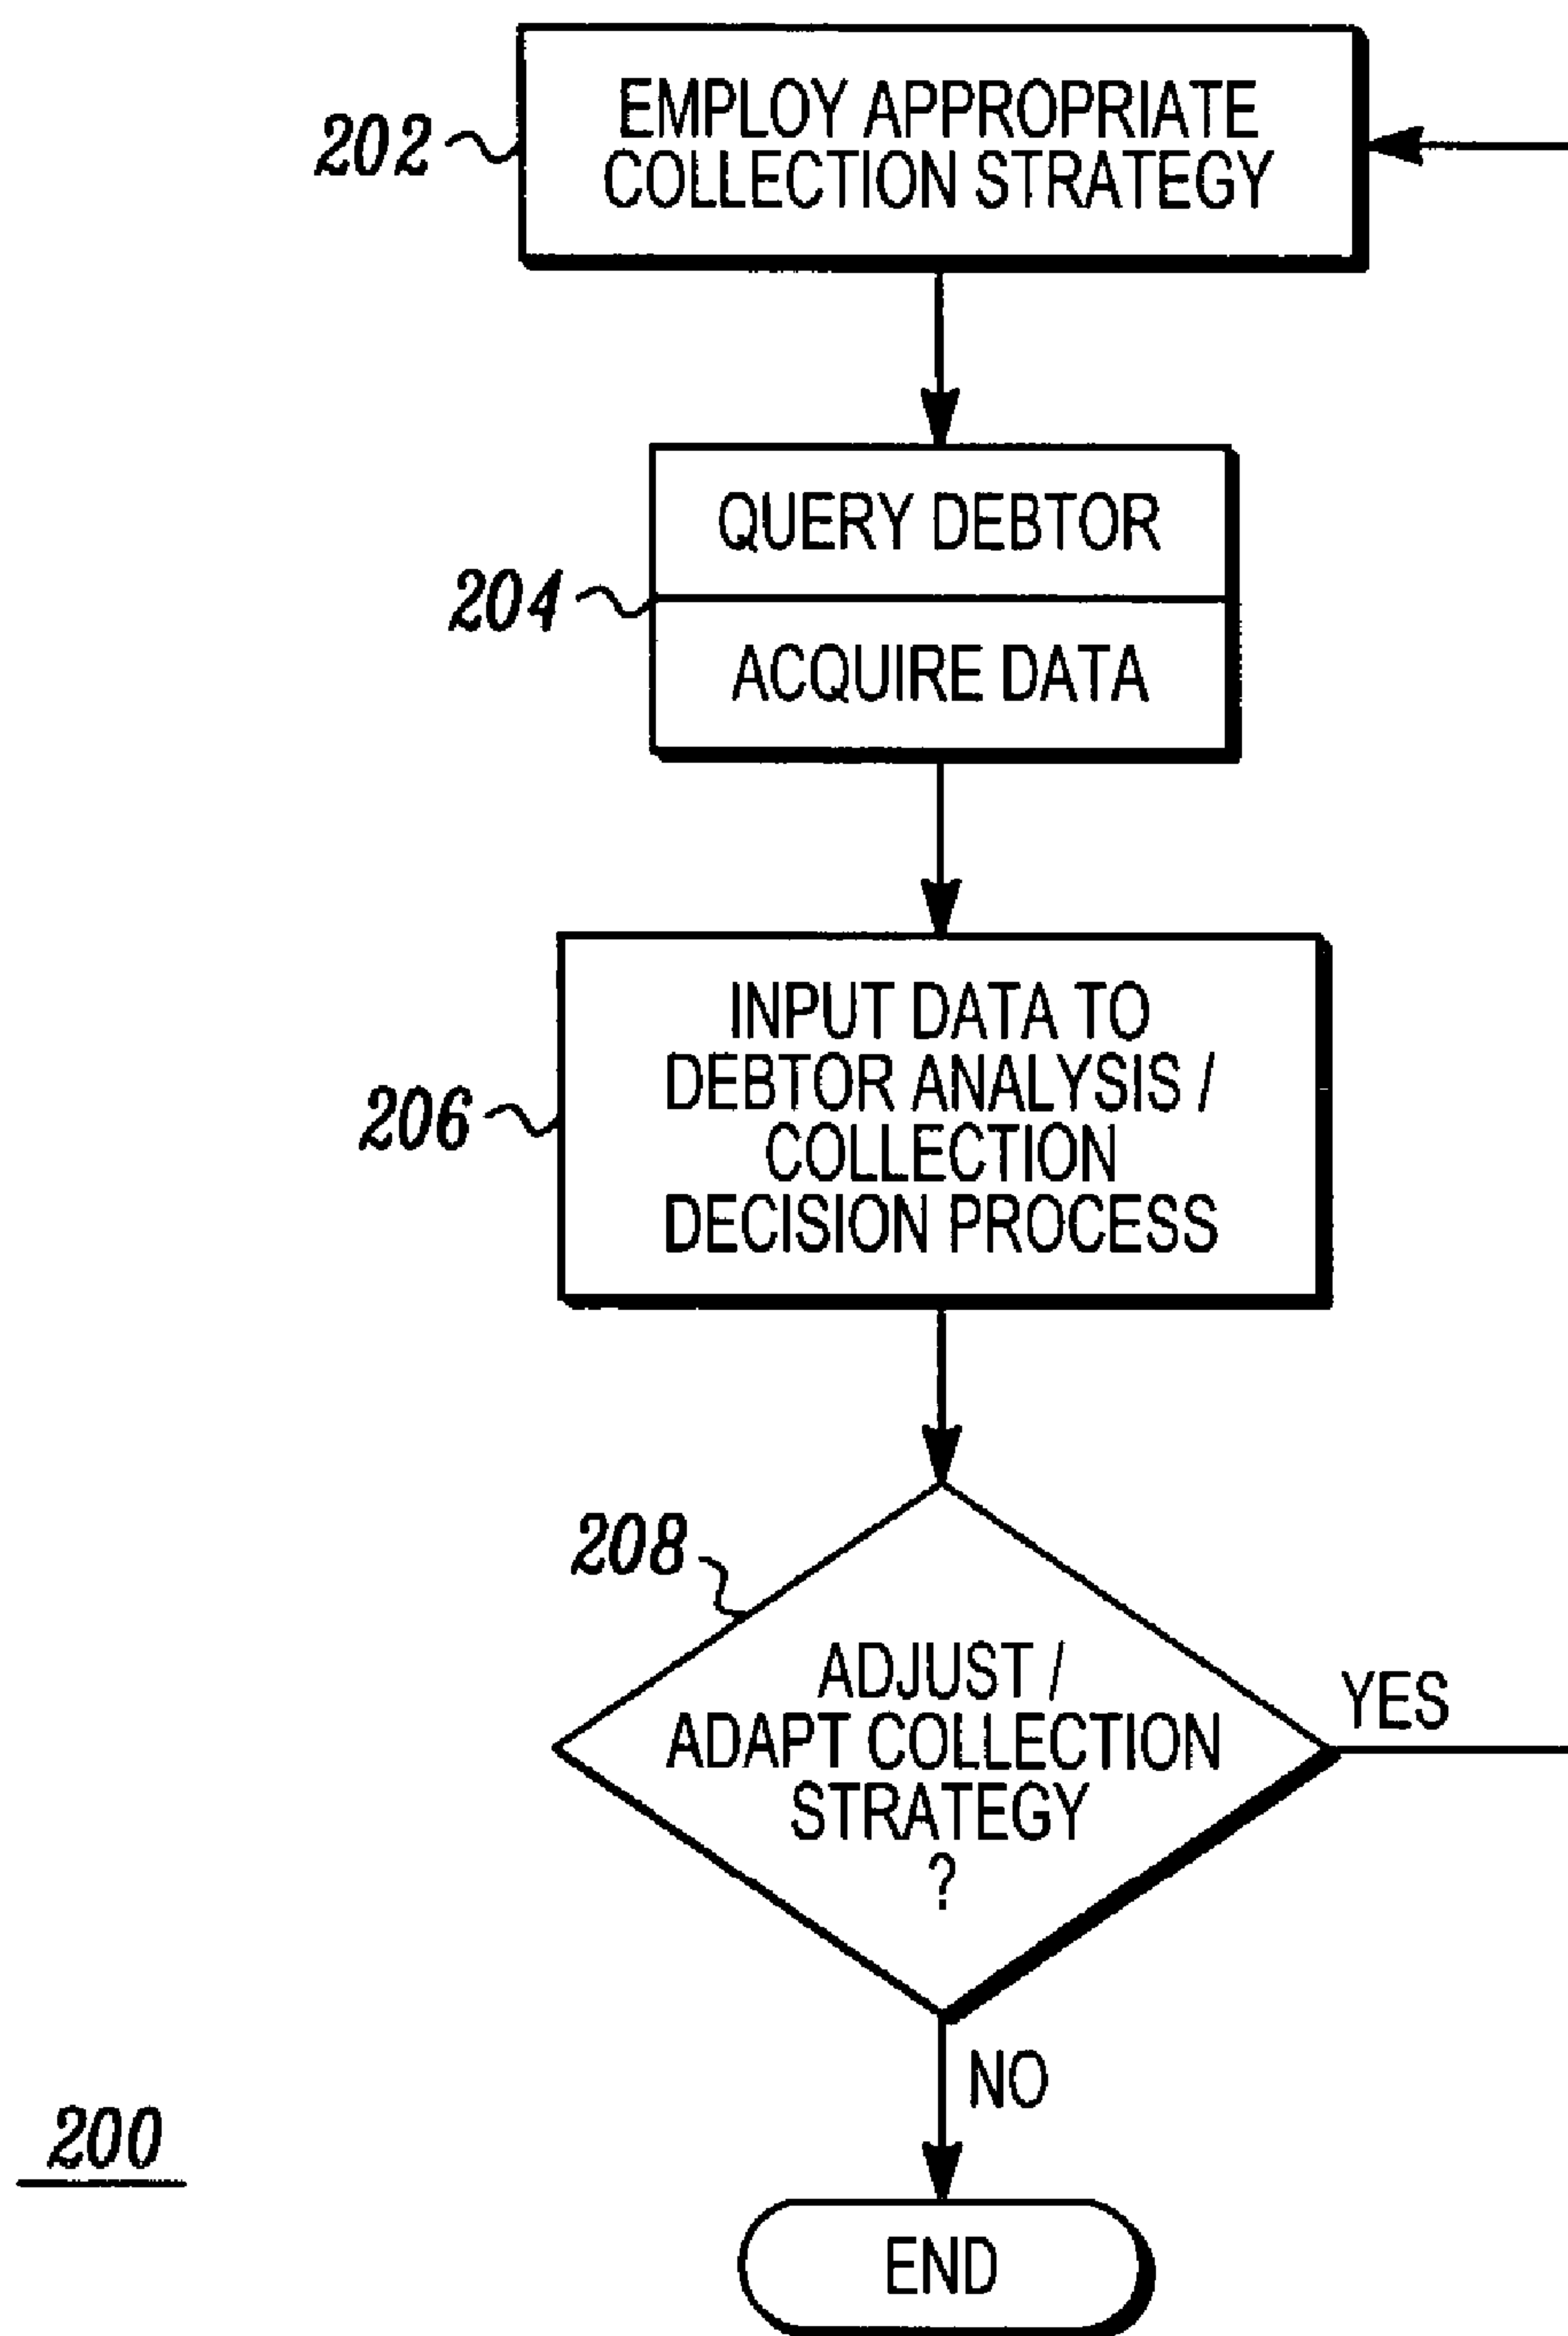 EMPLOY APPROPRIATE
COLLECTION STRATEGY
202
QUERY DEBTOR
204
ACQUIRE DATA
INPUT DATA TO
DEBTOR ANALYSIS /
COLLECTION
DECISION PROCESS
206
208
ADJUST /
ADAPT COLLECTION
STRATEGY
?
YES
NO
200
END